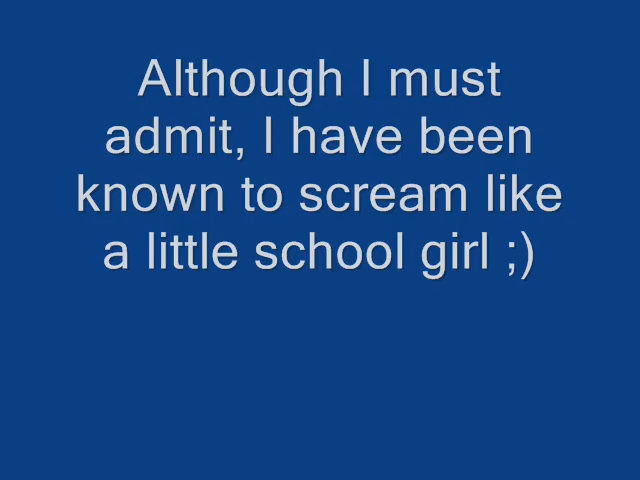 Although I must
admit, I have been
known to scream like
a little school girl ;)